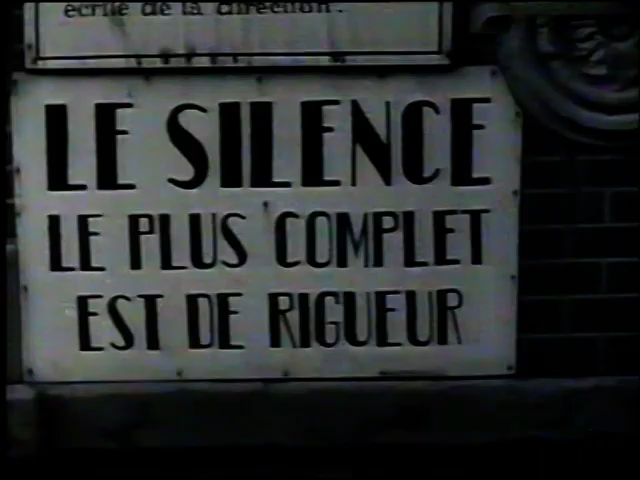 écrite de la direction.
LE SILENCE
LE PLUS COMPLET
EST DE RIGUEUR